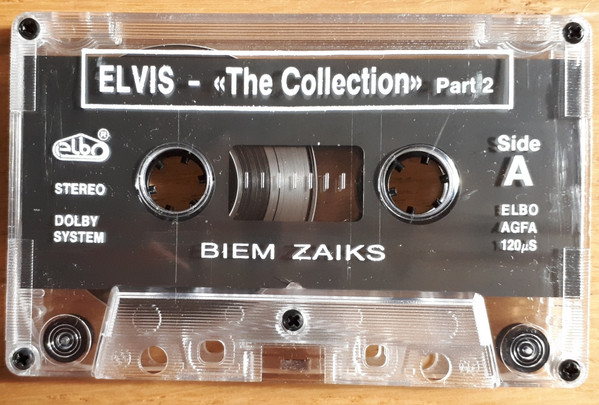 ELVIS - «The Collection» Part 2
elbo ®
Side
A
STEREO
DOLBY
SYSTEM
ELBO
AGFA
120µS
BIEM ZAIKS